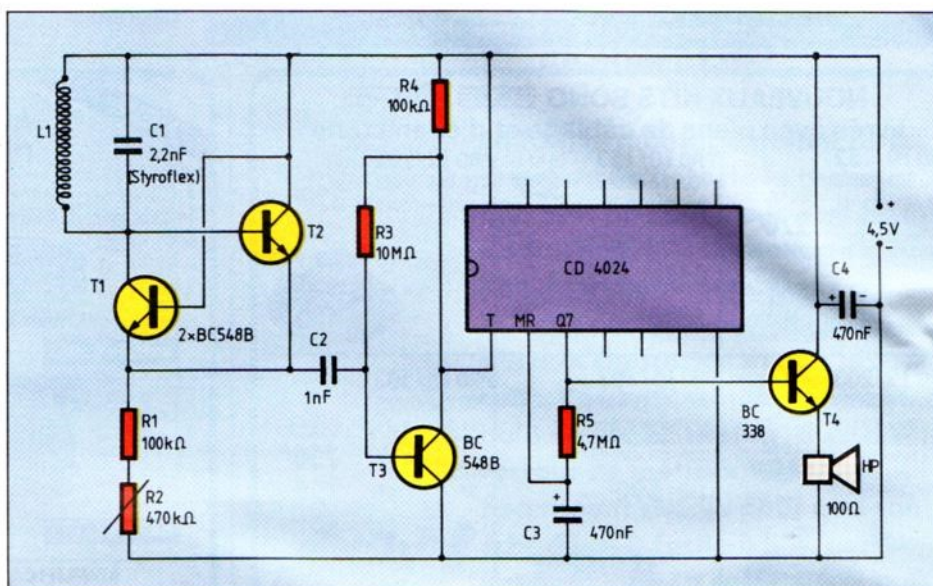 L1
C1
2,2nF
(Styroflex)
T1
2×BC548B
T2
R1
100kΩ
R2
470kΩ
C2
1nF
R3
10MΩ
R4
100kΩ
T3
BC
548B
CD 4024
T MR Q7
R5
4,7MΩ
C3
+
470nF
BC
338
T4
C4
+ -
470nF
+
4,5V
-
HP
100Ω